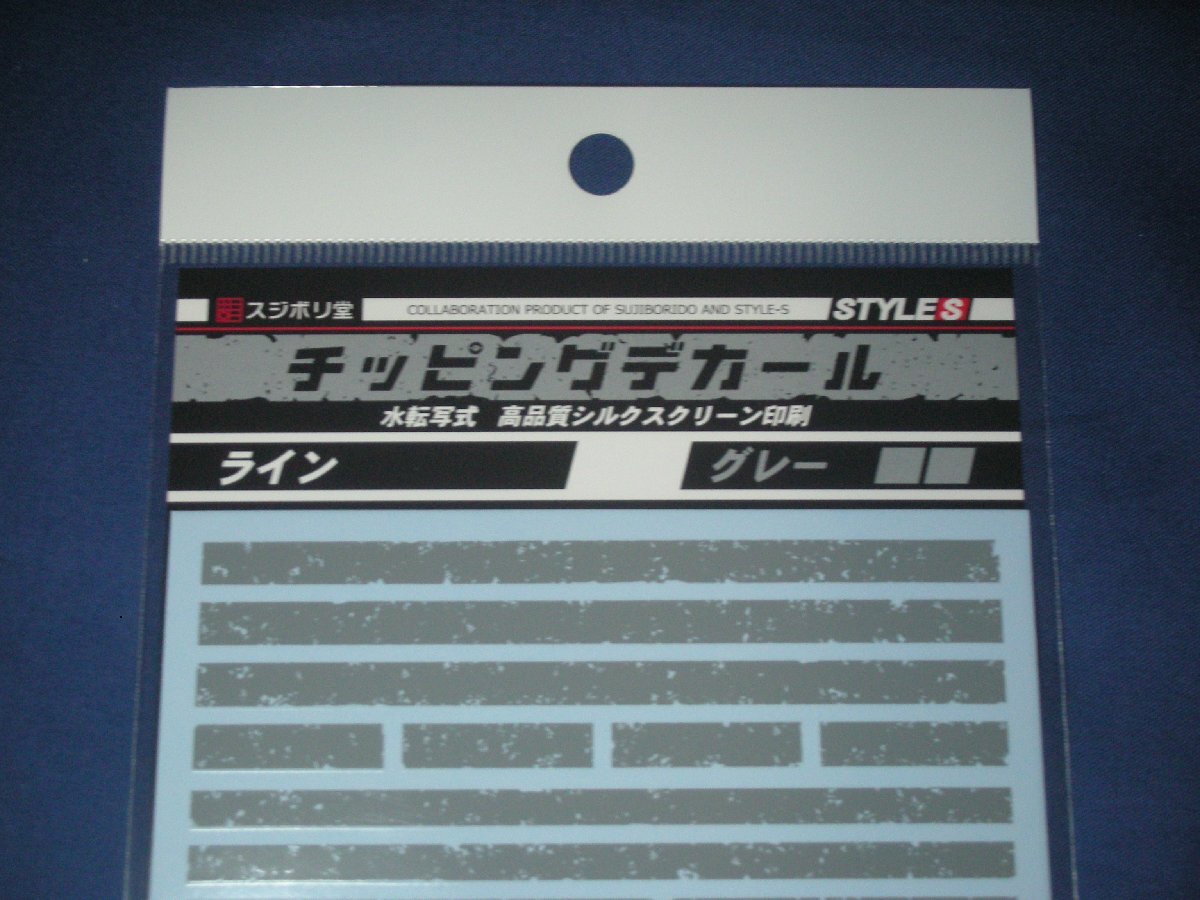 スジボリ堂 COLLABORATION PRODUCT OF SUJIBORIDO AND STYLE-S STYLE S
チッピングデカール
水転写式 高品質シルクスクリーン印刷
ライン グレー